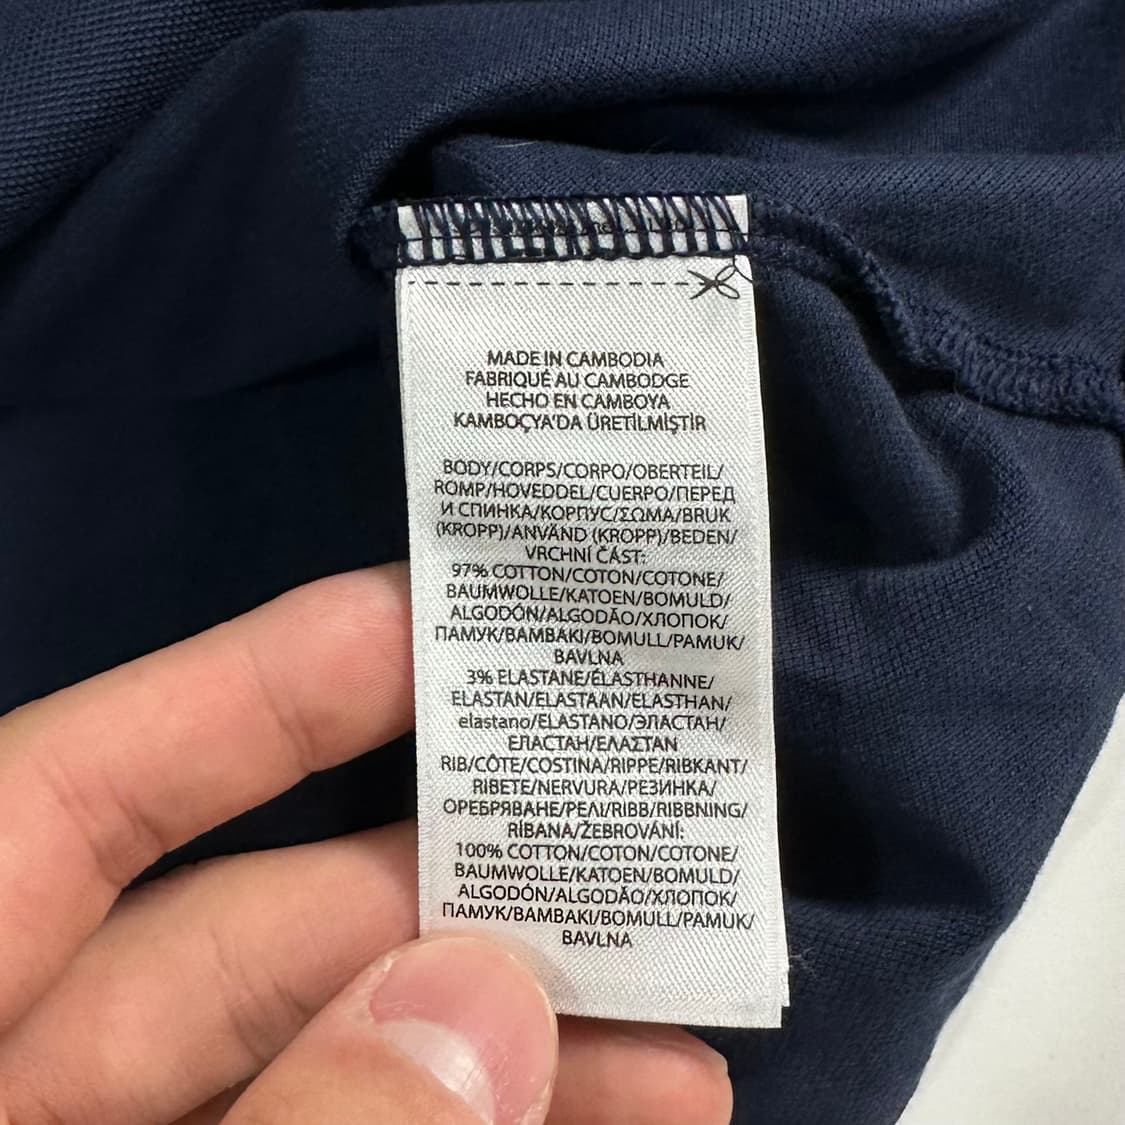 MADE IN CAMBODIA
FABRIQUÉ AU CAMBODGE
HECHO EN CAMBOYA
KAMBOÇYA'DA ÜRETİLMİŞTİR
BODY/CORPS/CORPO/OBERTEIL/
ROMP/HOVEDDEL/CUERPO/ПЕРЕД
И СПИНКА/КОРПУС/ΣΩΜΑ/BRUK
(KROPP)/ANVÄND (KROPP)/BEDEN/
VRCHNÍ ČÁST:
97% COTTON/COTON/COTONE/
BAUMWOLLE/KATOEN/BOMULD/
ALGODÓN/ALGODÃO/ХЛОПОК/
ПАМУК/ΒΑΜΒΑΚΙ/BOMULL/PAMUK/
BAVLNA
3% ELASTANE/ÉLASTHANNE/
ELASTAN/ELASTAAN/ELASTHAN/
elastano/ELASTANO/ЭЛАСТАН/
ЕЛАСТАН/ΕΛΑΣΤΑΝ
RIB/CÔTE/COSTINA/RIPPE/RIBKANT/
RIBETE/NERVURA/РЕЗИНКА/
ОРЕБРЯВАНЕ/ΡΕΛΙ/RIBB/RIBBNING/
RİBANA/ŽEBROVÁNÍ:
100% COTTON/COTON/COTONE/
BAUMWOLLE/KATOEN/BOMULD/
ALGODÓN/ALGODÃO/ХЛОПОК/
ПАМУК/ΒΑΜΒΑΚΙ/BOMULL/PAMUK/
BAVLNA